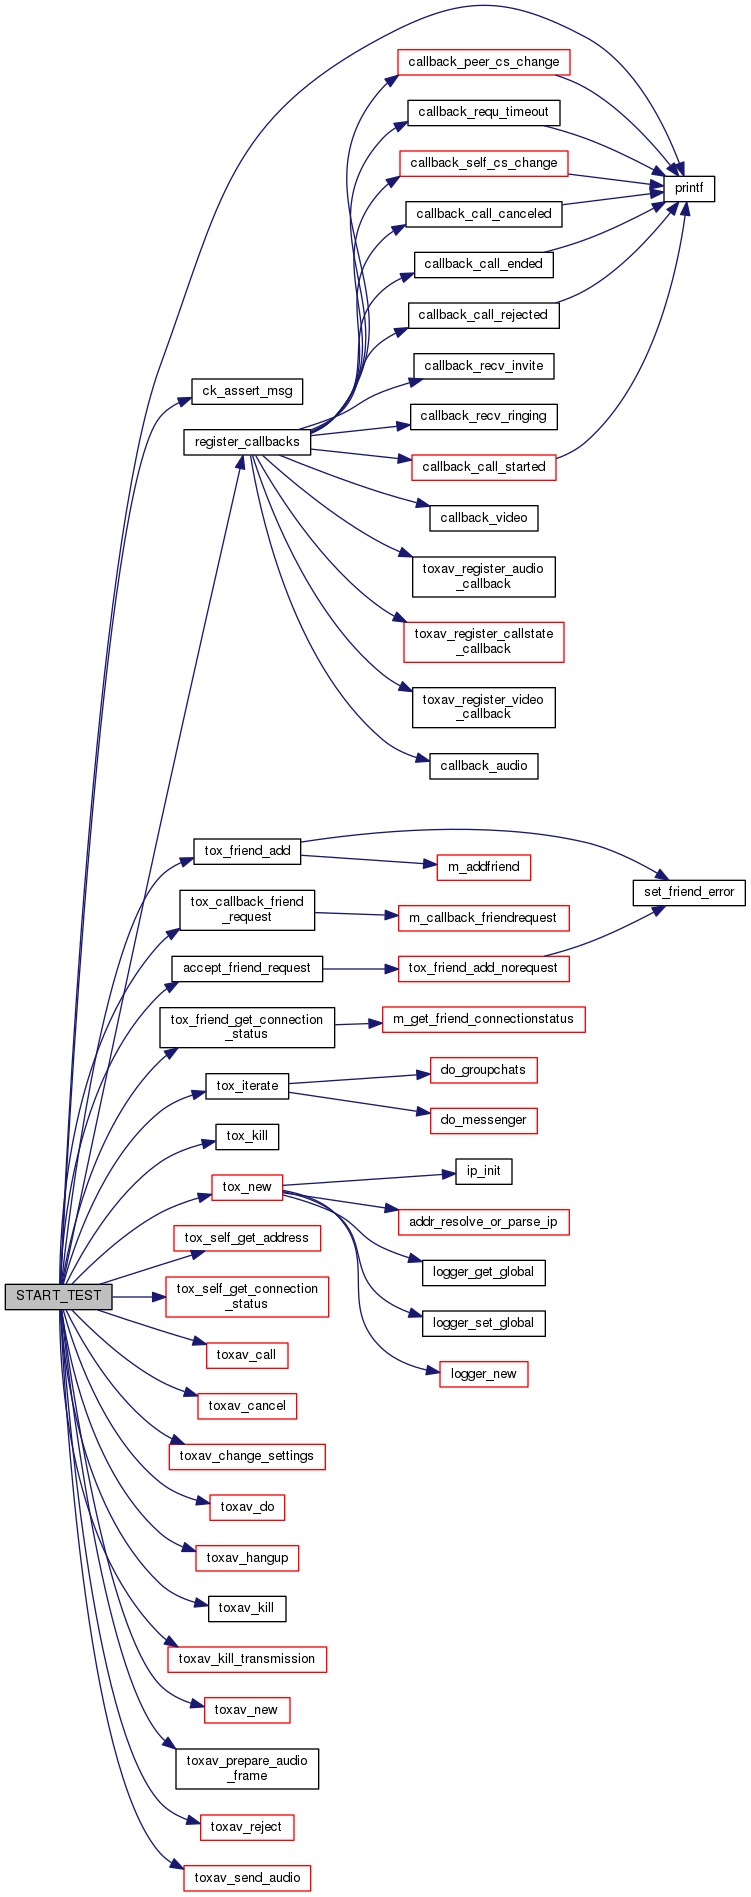 callback_peer_cs_change
callback_requ_timeout
callback_self_cs_change
printf
callback_call_canceled
callback_call_ended
callback_call_rejected
callback_recv_invite
ck_assert_msg
callback_recv_ringing
register_callbacks
callback_call_started
callback_video
toxav_register_audio
_callback
toxav_register_callstate
_callback
toxav_register_video
_callback
callback_audio
tox_friend_add
m_addfriend
set_friend_error
tox_callback_friend
_request
m_callback_friendrequest
accept_friend_request
tox_friend_add_norequest
tox_friend_get_connection
_status
m_get_friend_connectionstatus
tox_iterate
do_groupchats
do_messenger
tox_kill
ip_init
tox_new
addr_resolve_or_parse_ip
tox_self_get_address
logger_get_global
START_TEST
tox_self_get_connection
_status
logger_set_global
toxav_call
logger_new
toxav_cancel
toxav_change_settings
toxav_do
toxav_hangup
toxav_kill
toxav_kill_transmission
toxav_new
toxav_prepare_audio
_frame
toxav_reject
toxav_send_audio